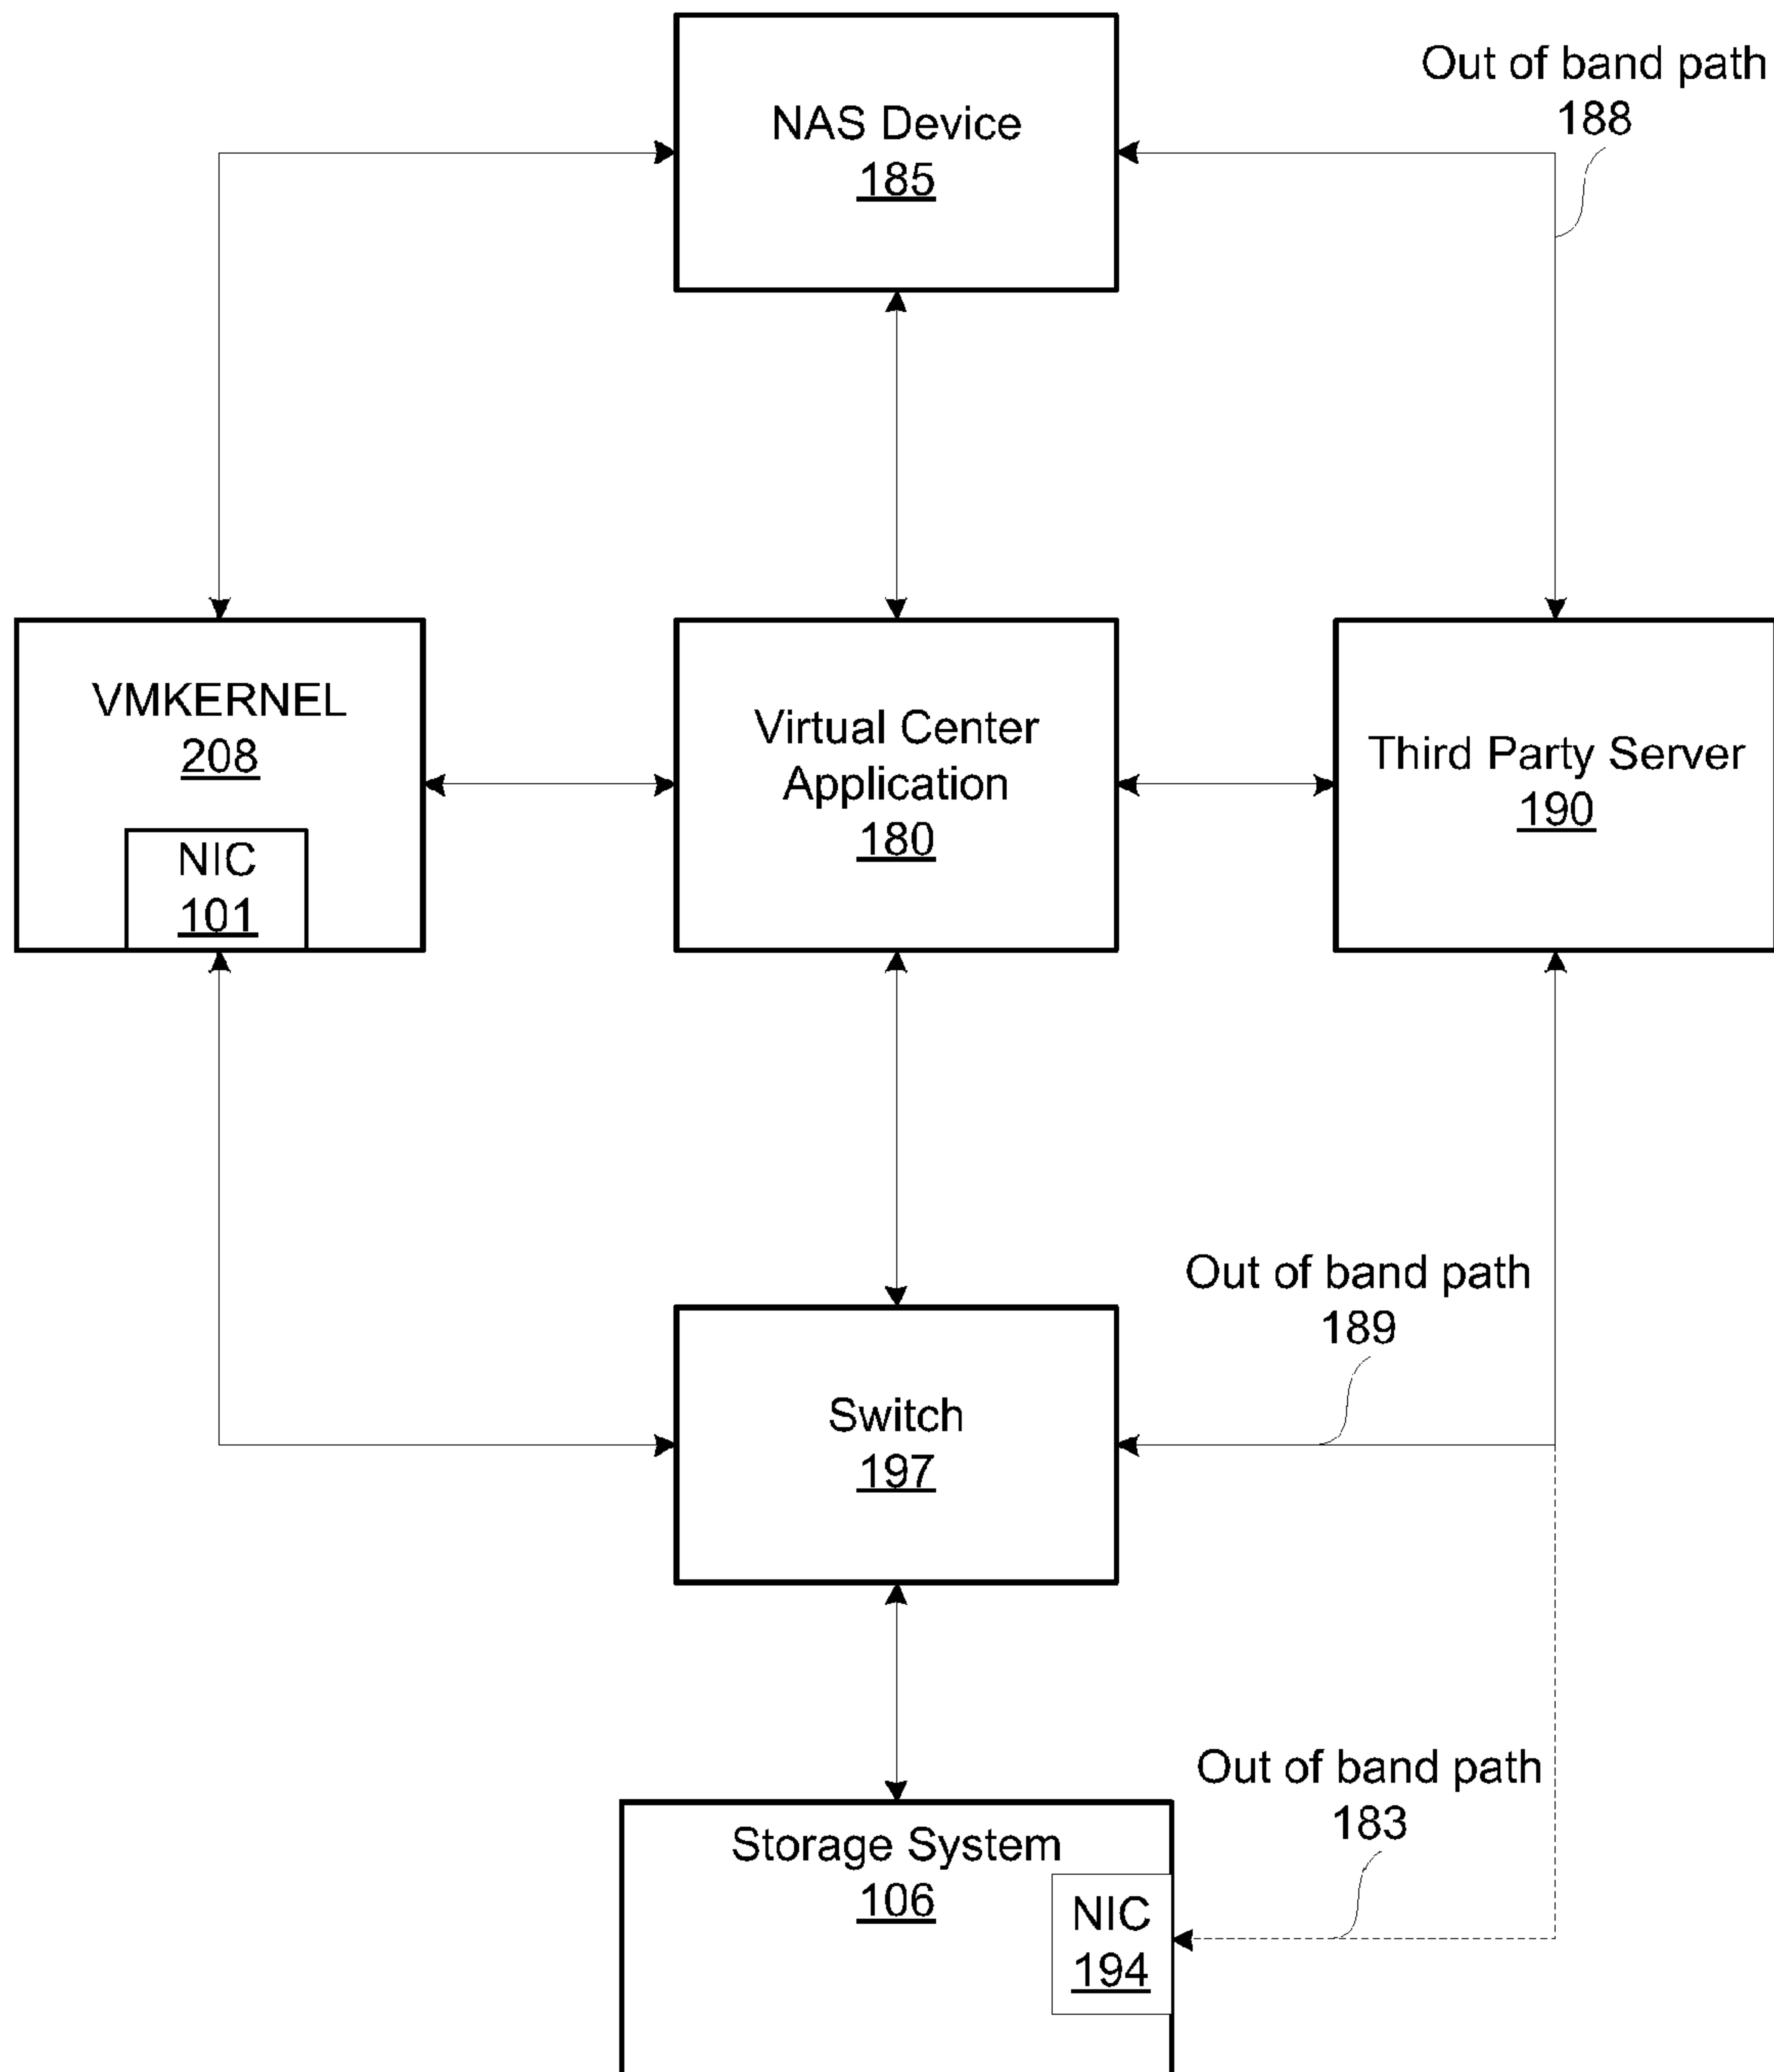 NAS Device
185
Out of band path
188
VMKERNEL
208
NIC
101
Virtual Center
Application
180
Third Party Server
190
Out of band path
189
Switch
197
Out of band path
183
Storage System
106
NIC
194